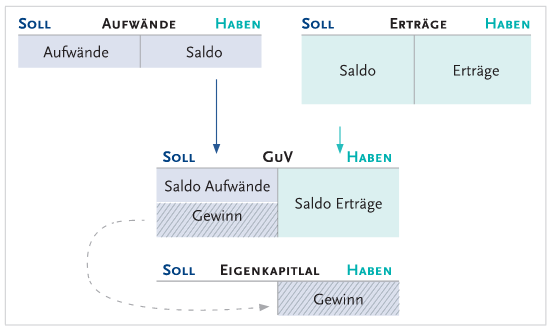 Soll Aufwände Haben
Aufwände Saldo
Soll Erträge Haben
Saldo Erträge
Soll GuV Haben
Saldo Aufwände
Gewinn
Saldo Erträge
Soll Eigenkapitlal Haben
Gewinn